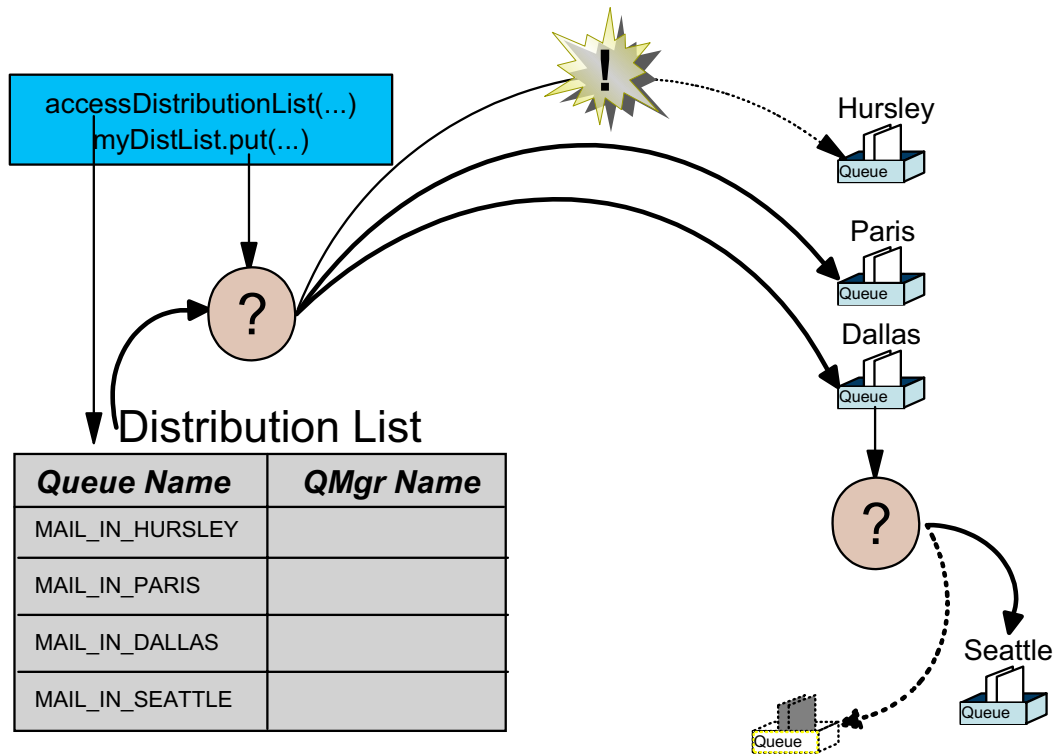 accessDistributionList(...)
myDistList.put(...)
!
Hursley
Queue
Paris
Queue
?
Dallas
Queue
Distribution List
Queue Name QMgr Name
MAIL_IN_HURSLEY
MAIL_IN_PARIS
MAIL_IN_DALLAS
MAIL_IN_SEATTLE
?
Seattle
Queue
Queue